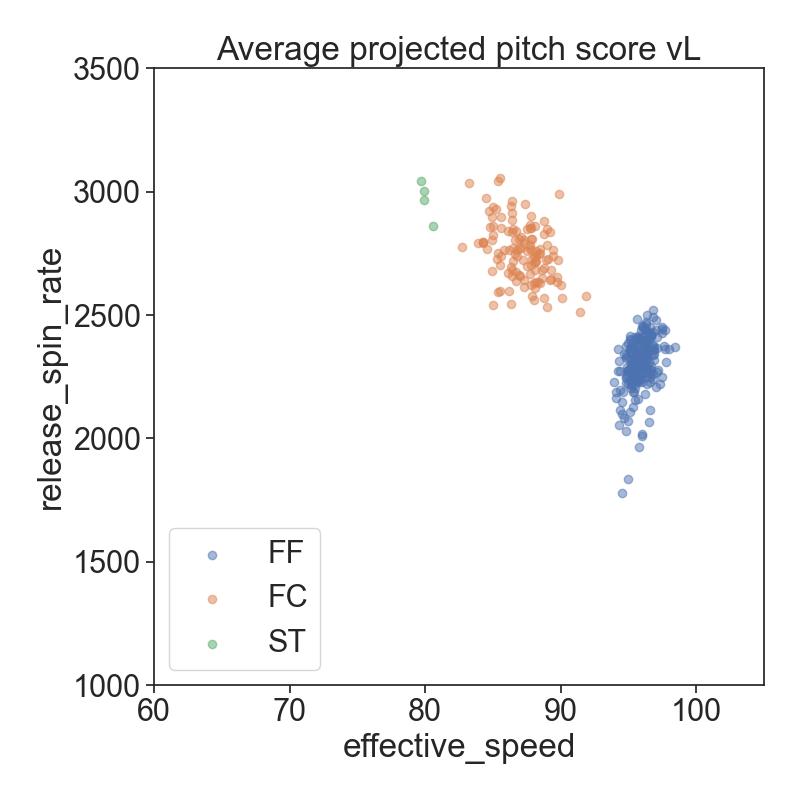 Average projected pitch score vL
3500
3000
2500
2000
1500
1000
release_spin_rate
FF
FC
ST
60
70
80
90
100
effective_speed